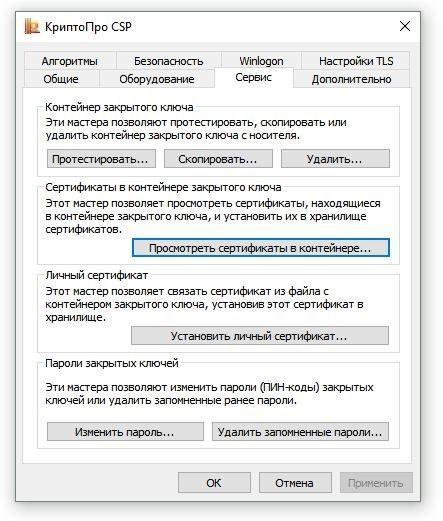 КриптоПро CSP
Алгоритмы Безопасность Winlogon Настройки TLS
Общие Оборудование Сервис Дополнительно
Контейнер закрытого ключа
Эти мастера позволяют протестировать, скопировать или
удалить контейнер закрытого ключа с носителя.
Протестировать... Скопировать... Удалить...
Сертификаты в контейнере закрытого ключа
Этот мастер позволяет просмотреть сертификаты, находящиеся
в контейнере закрытого ключа, и установить их в хранилище
сертификатов.
Просмотреть сертификаты в контейнере...
Личный сертификат
Этот мастер позволяет связать сертификат из файла с
контейнером закрытого ключа, установив этот сертификат в
хранилище.
Установить личный сертификат...
Пароли закрытых ключей
Эти мастера позволяют изменить пароли (ПИН-коды) закрытых
ключей или удалить запомненные ранее пароли.
Изменить пароль... Удалить запомненные пароли...
ОК Отмена Применить